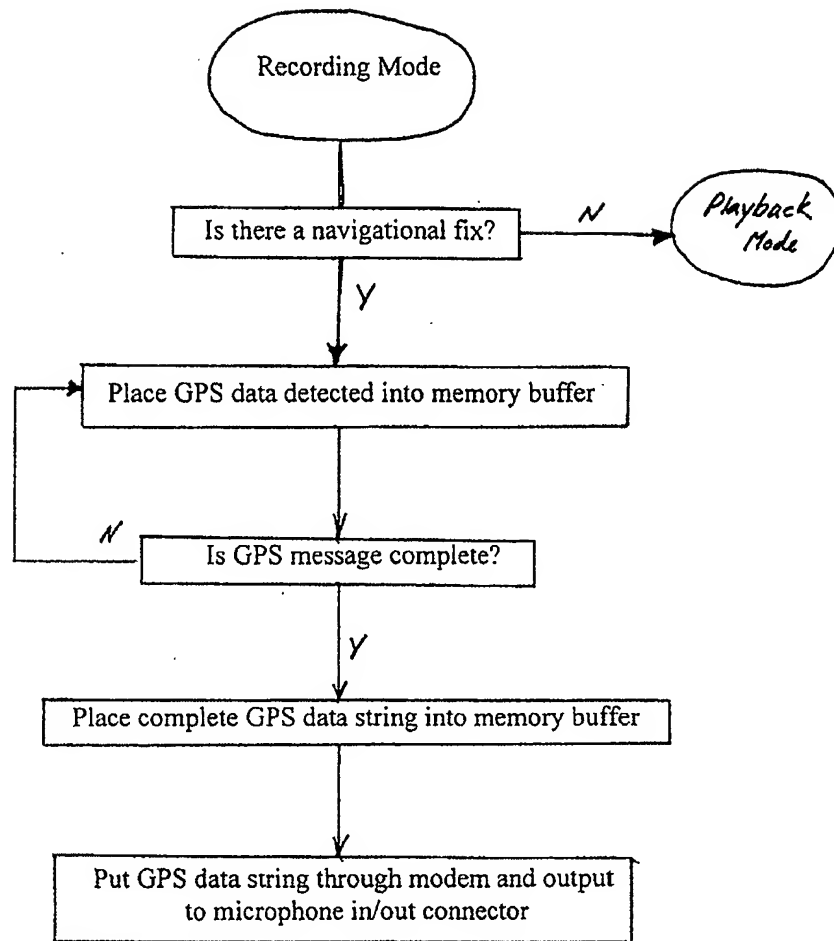 Recording Mode
Is there a navigational fix?
N
Playback
Mode
Y
Place GPS data detected into memory buffer
N
Is GPS message complete?
Y
Place complete GPS data string into memory buffer
Put GPS data string through modem and output
to microphone in/out connector